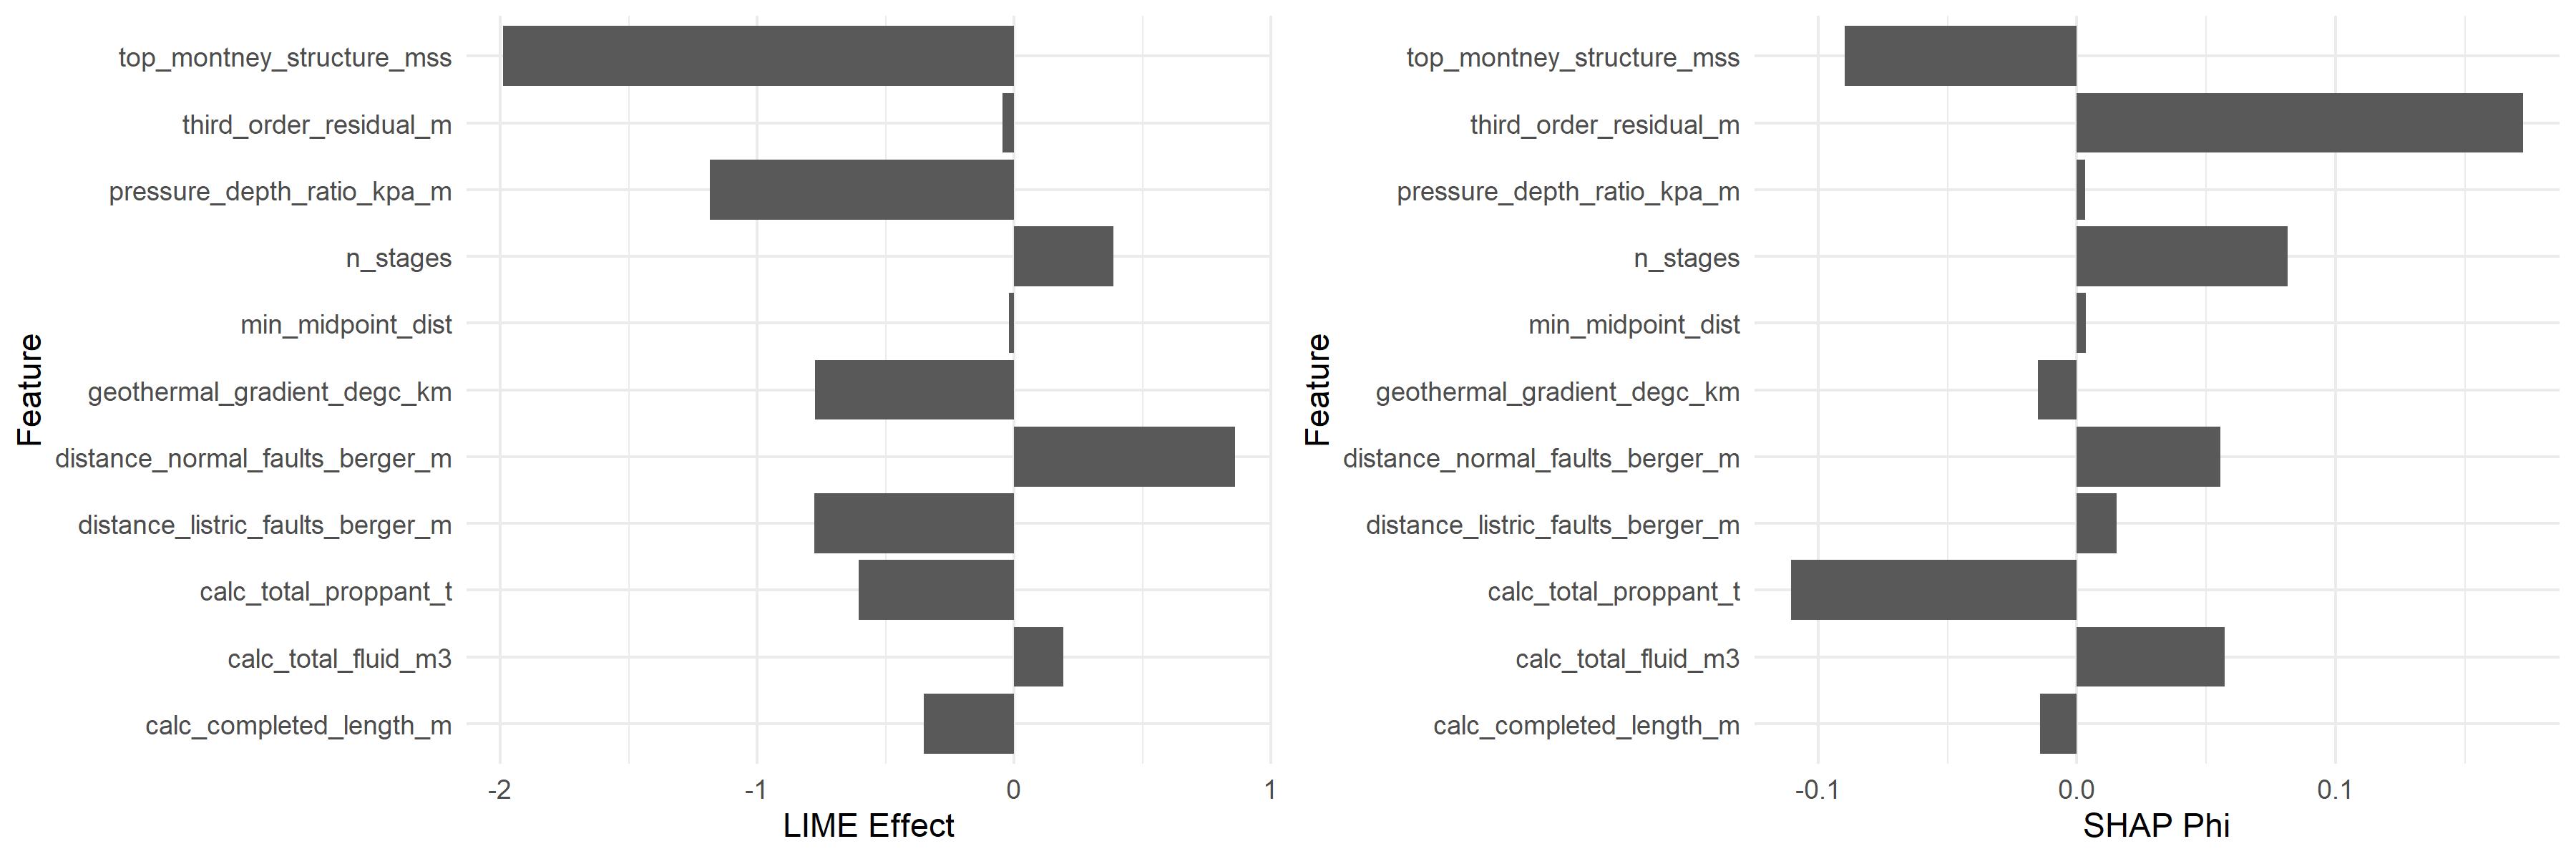 Feature
top_montney_structure_mss
third_order_residual_m
pressure_depth_ratio_kpa_m
n_stages
min_midpoint_dist
geothermal_gradient_degc_km
distance_normal_faults_berger_m
distance_listric_faults_berger_m
calc_total_proppant_t
calc_total_fluid_m3
calc_completed_length_m
-2 -1 0 1
LIME Effect
Feature
top_montney_structure_mss
third_order_residual_m
pressure_depth_ratio_kpa_m
n_stages
min_midpoint_dist
geothermal_gradient_degc_km
distance_normal_faults_berger_m
distance_listric_faults_berger_m
calc_total_proppant_t
calc_total_fluid_m3
calc_completed_length_m
-0.1 0.0 0.1
SHAP Phi